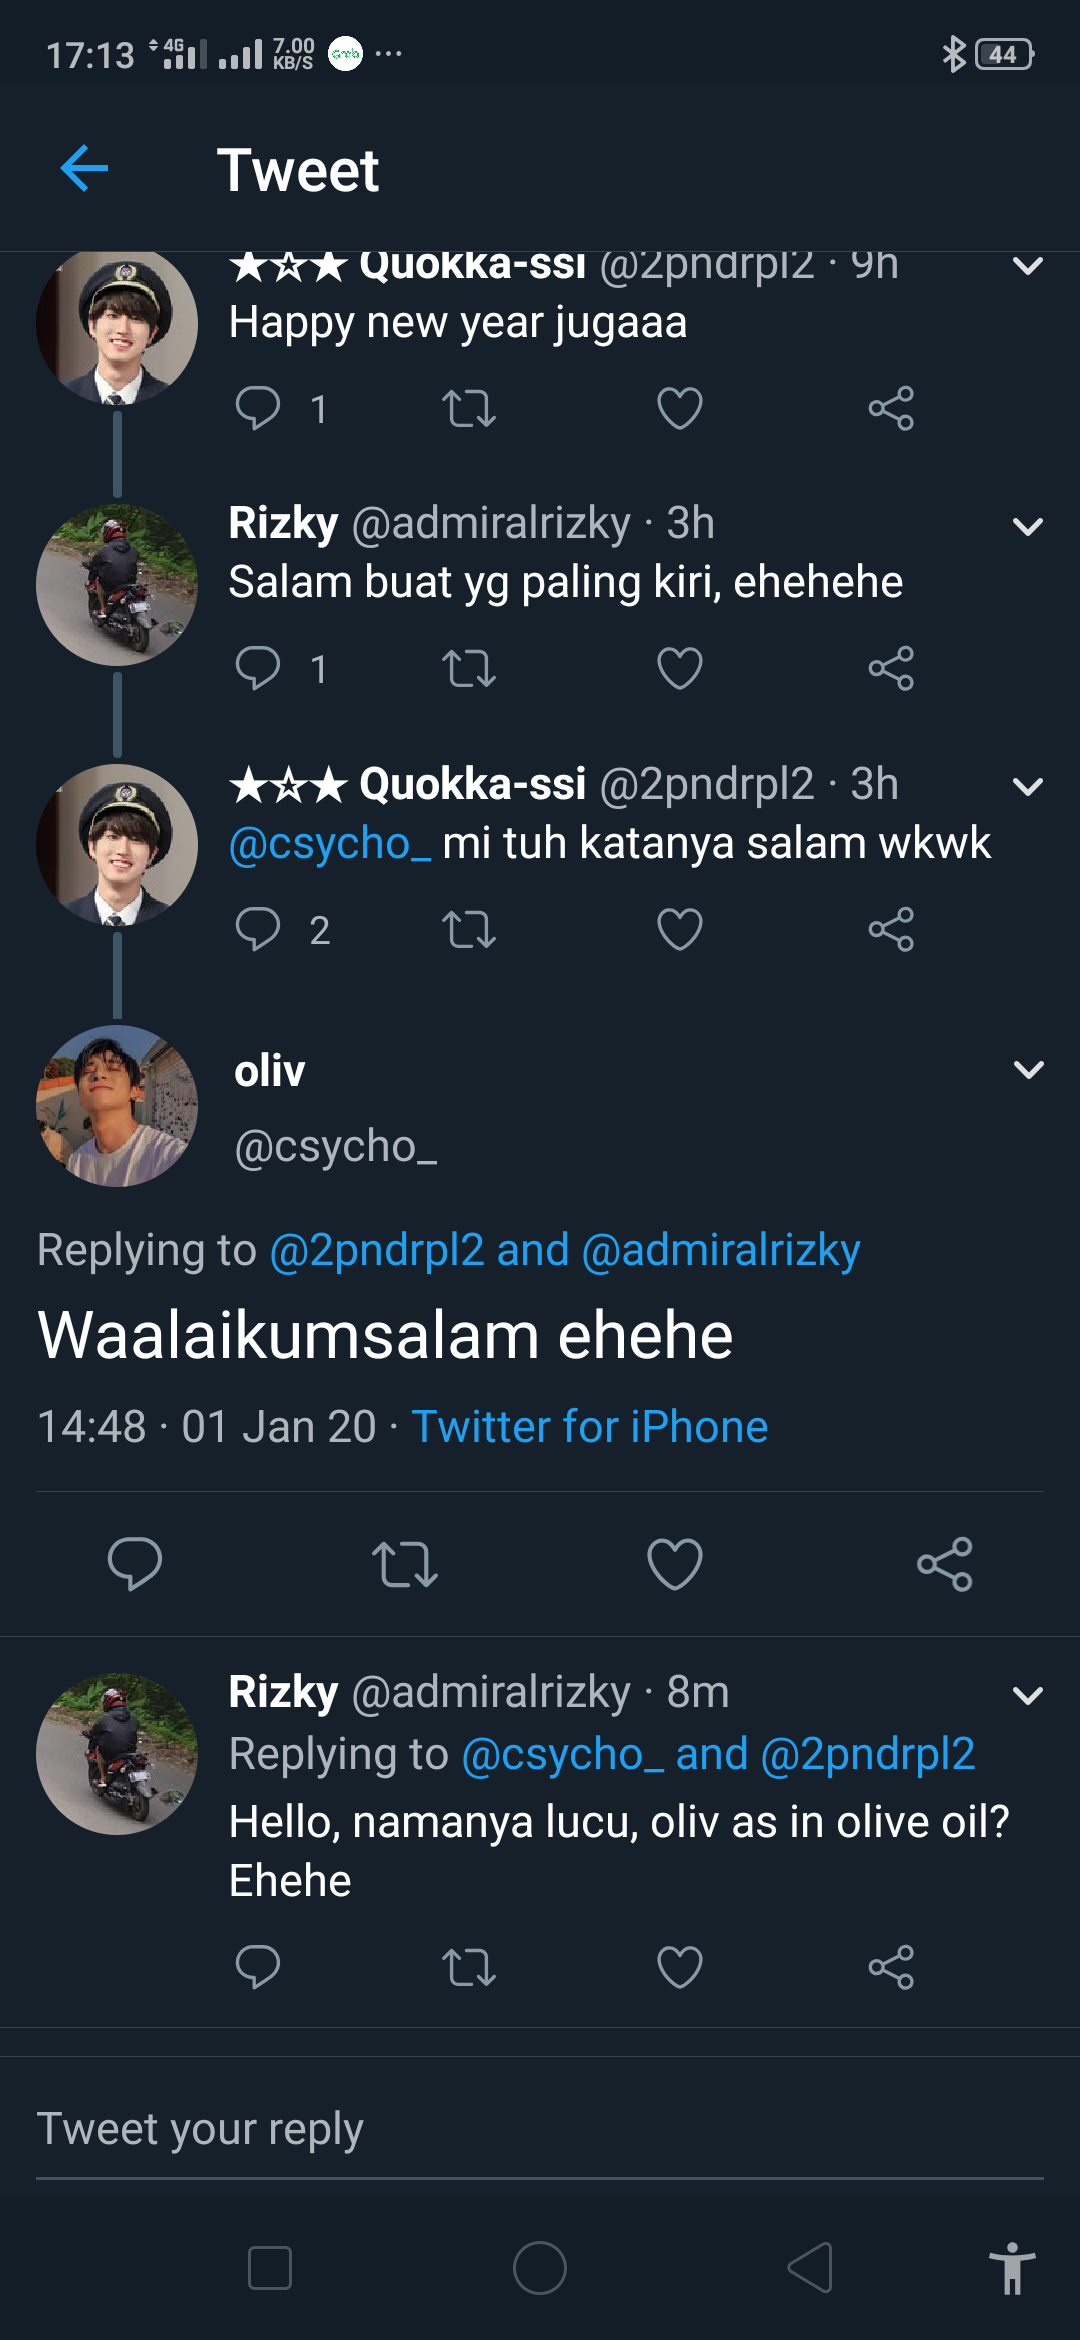 17:13 4G 7.00 KB/S Grab ... 44
Tweet
★☆★ Quokka-ssi @2pndrpl2 · 9h
Happy new year jugaaa
1
Rizky @admiralrizky · 3h
Salam buat yg paling kiri, ehehehe
1
★☆★ Quokka-ssi @2pndrpl2 · 3h
@csycho_ mi tuh katanya salam wkwk
2
oliv
@csycho_
Replying to @2pndrpl2 and @admiralrizky
Waalaikumsalam ehehe
14:48 · 01 Jan 20 · Twitter for iPhone
Rizky @admiralrizky · 8m
Replying to @csycho_ and @2pndrpl2
Hello, namanya lucu, oliv as in olive oil?
Ehehe
Tweet your reply